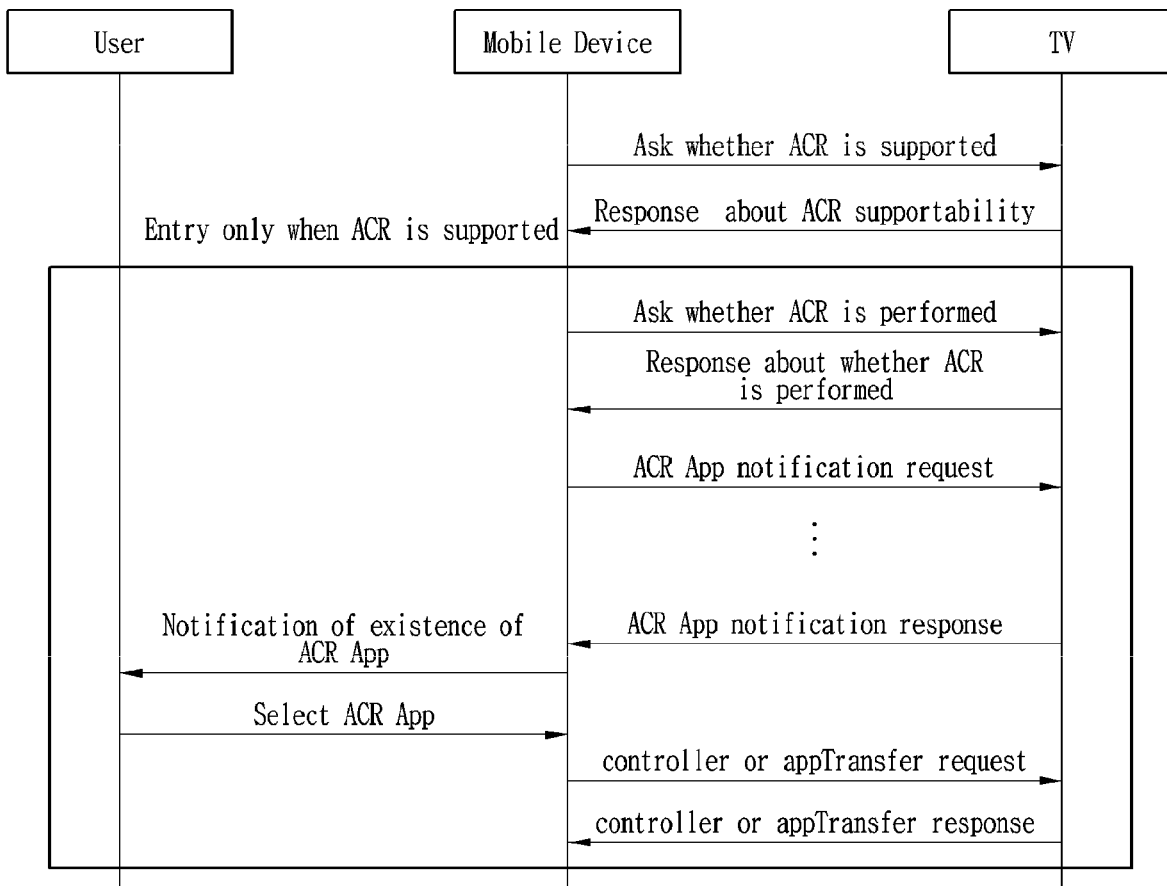 User
Mobile Device
TV
Ask whether ACR is supported
Response about ACR supportability
Entry only when ACR is supported
Ask whether ACR is performed
Response about whether ACR
is performed
ACR App notification request
⋮
ACR App notification response
Notification of existence of
ACR App
Select ACR App
controller or appTransfer request
controller or appTransfer response